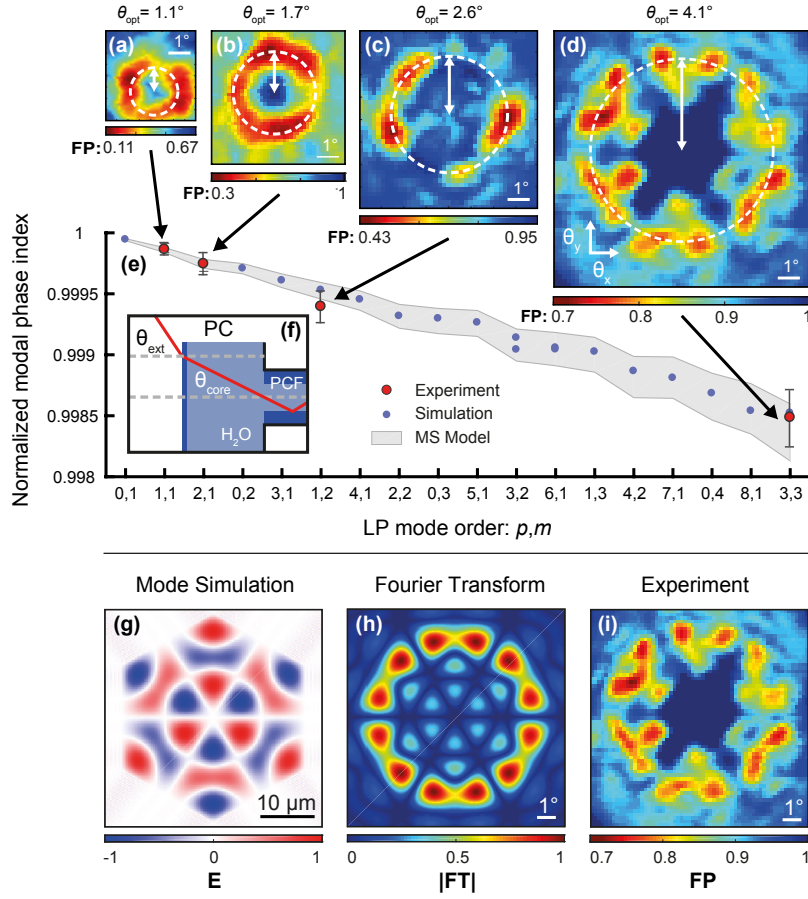 θopt = 1.1° θopt = 1.7° θopt = 2.6° θopt = 4.1°
(a) 1°
(b) 1°
(c) 1°
(d) θy θx 1°
FP: 0.11 0.67
FP: 0.3 1
FP: 0.43 0.95
FP: 0.7 0.8 0.9 1
Normalized modal phase index
1
0.9995
0.999
0.9985
0.998
(e)
(f) PC
θext
θcore
PCF
H2O
Experiment
Simulation
MS Model
0,1 1,1 2,1 0,2 3,1 1,2 4,1 2,2 0,3 5,1 3,2 6,1 1,3 4,2 7,1 0,4 8,1 3,3
LP mode order: p,m
Mode Simulation Fourier Transform Experiment
(g) 10 μm
(h) 1°
(i) 1°
-1 0 1
E
0 0.5 1
|FT|
0.7 0.8 0.9 1
FP